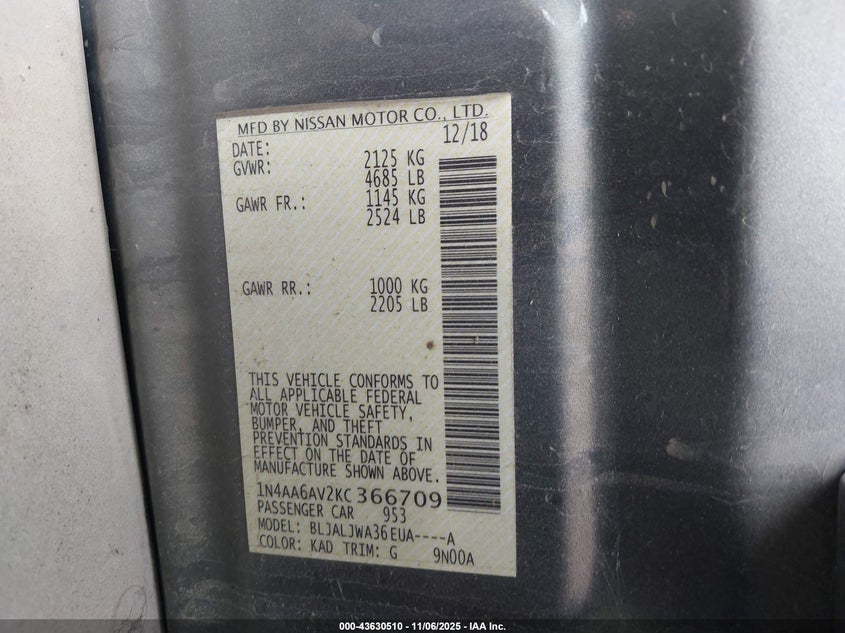 MFD BY NISSAN MOTOR CO., LTD.
DATE: 12/18
GVWR: 2125 KG
4685 LB
GAWR FR.: 1145 KG
2524 LB
GAWR RR.: 1000 KG
2205 LB
THIS VEHICLE CONFORMS TO
ALL APPLICABLE FEDERAL
MOTOR VEHICLE SAFETY,
BUMPER, AND THEFT
PREVENTION STANDARDS IN
EFFECT ON THE DATE OF
MANUFACTURE SHOWN ABOVE.
1N4AA6AV2KC366709
PASSENGER CAR 953
MODEL: BLJALJWA36EUA----A
COLOR: KAD TRIM: G 9N00A
000-43630510 - 11/06/2025 - IAA Inc.